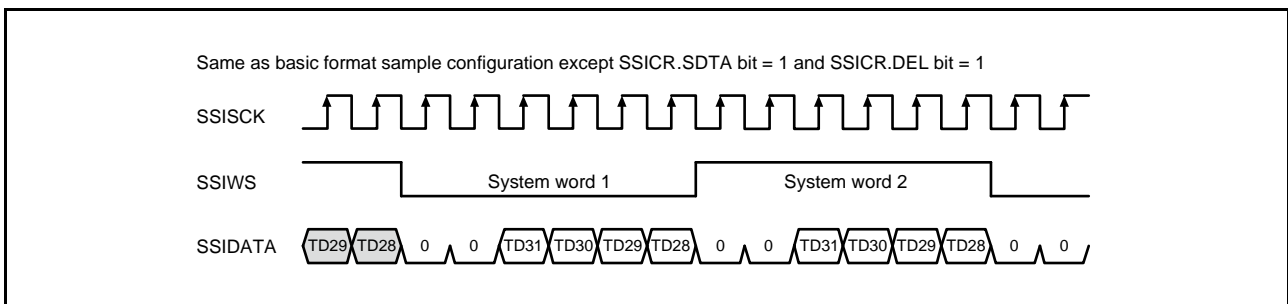 Same as basic format sample configuration except SSICR.SDTA bit = 1 and SSICR.DEL bit = 1
SSISCK
SSIWS System word 1 System word 2
SSIDATA TD29 TD28 0 0 TD31 TD30 TD29 TD28 0 0 TD31 TD30 TD29 TD28 0 0